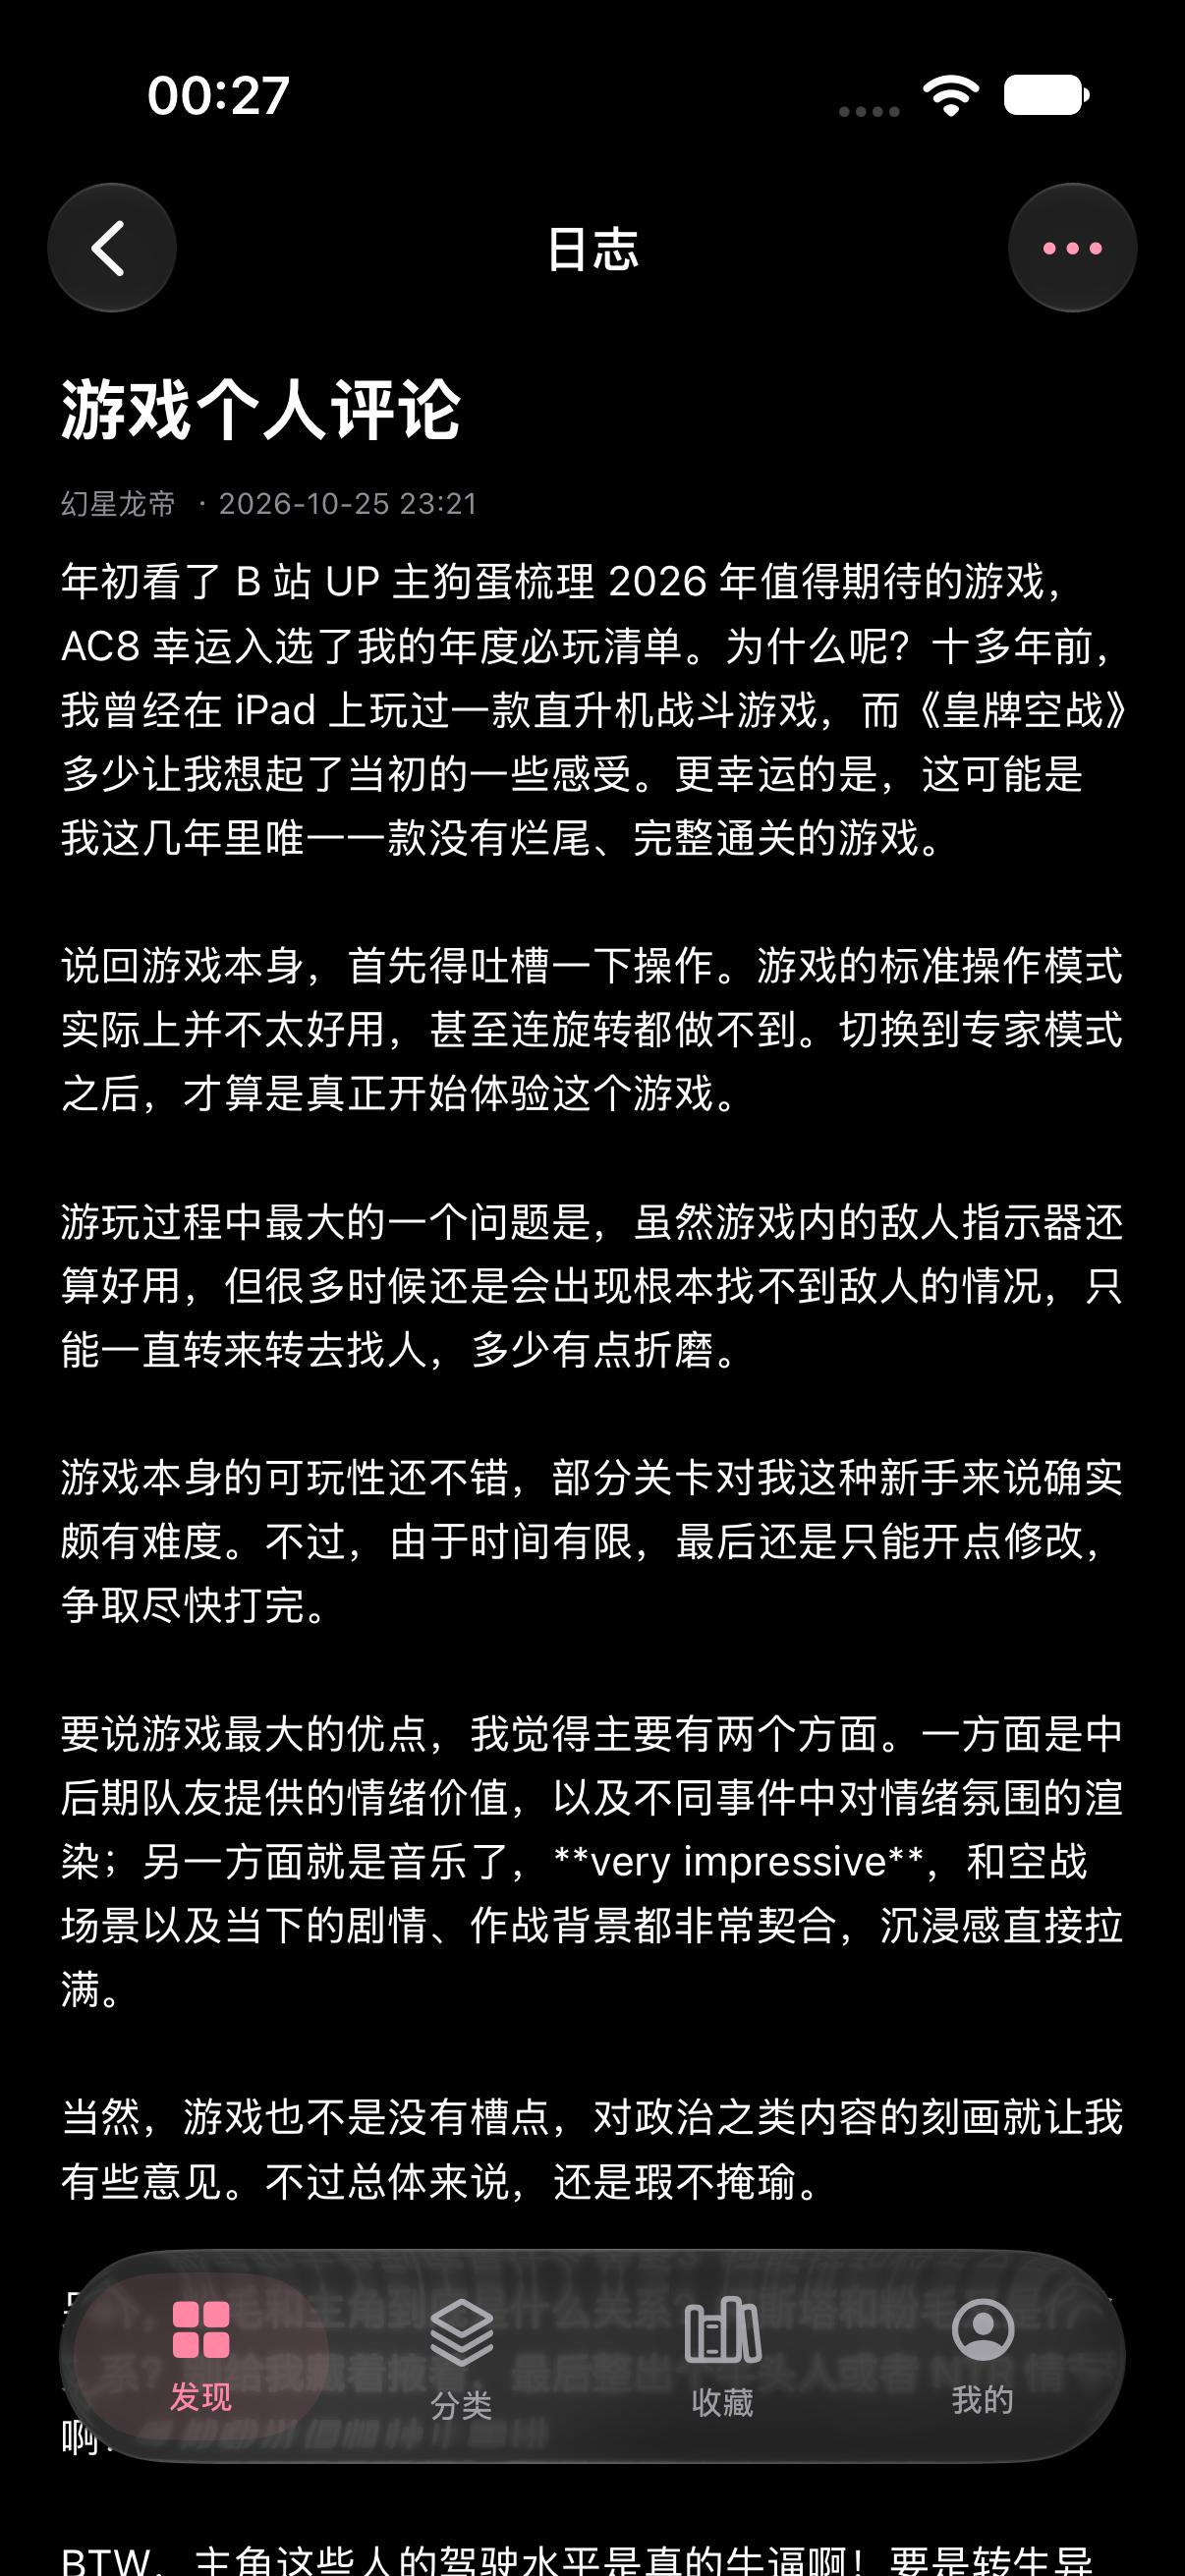 00:27
日志
游戏个人评论
幻星龙帝 · 2026-10-25 23:21
年初看了 B 站 UP 主狗蛋梳理 2026 年值得期待的游戏，
AC8 幸运入选了我的年度必玩清单。为什么呢？十多年前，
我曾经在 iPad 上玩过一款直升机战斗游戏，而《皇牌空战》
多少让我想起了当初的一些感受。更幸运的是，这可能是
我这几年里唯一一款没有烂尾、完整通关的游戏。
说回游戏本身，首先得吐槽一下操作。游戏的标准操作模式
实际上并不太好用，甚至连旋转都做不到。切换到专家模式
之后，才算是真正开始体验这个游戏。
游玩过程中最大的一个问题是，虽然游戏内的敌人指示器还
算好用，但很多时候还是会出现根本找不到敌人的情况，只
能一直转来转去找人，多少有点折磨。
游戏本身的可玩性还不错，部分关卡对我这种新手来说确实
颇有难度。不过，由于时间有限，最后还是只能开点修改，
争取尽快打完。
要说游戏最大的优点，我觉得主要有两个方面。一方面是中
后期队友提供的情绪价值，以及不同事件中对情绪氛围的渲
染；另一方面就是音乐了，**very impressive**，和空战
场景以及当下的剧情、作战背景都非常契合，沉浸感直接拉
满。
当然，游戏也不是没有槽点，对政治之类内容的刻画就让我
有些意见。不过总体来说，还是瑕不掩瑜。
啊
BTW，主角这些人的驾驶水平是真的牛逼啊！要是转生异
发现
分类
收藏
我的